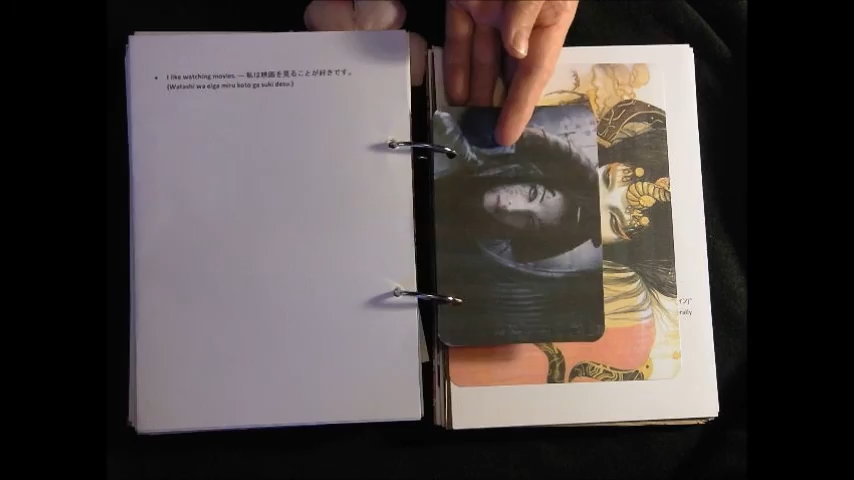 • I like watching movies. — 私は映画を見ることが好きです。
(Watashi wa eiga miru koto ga suki desu.)